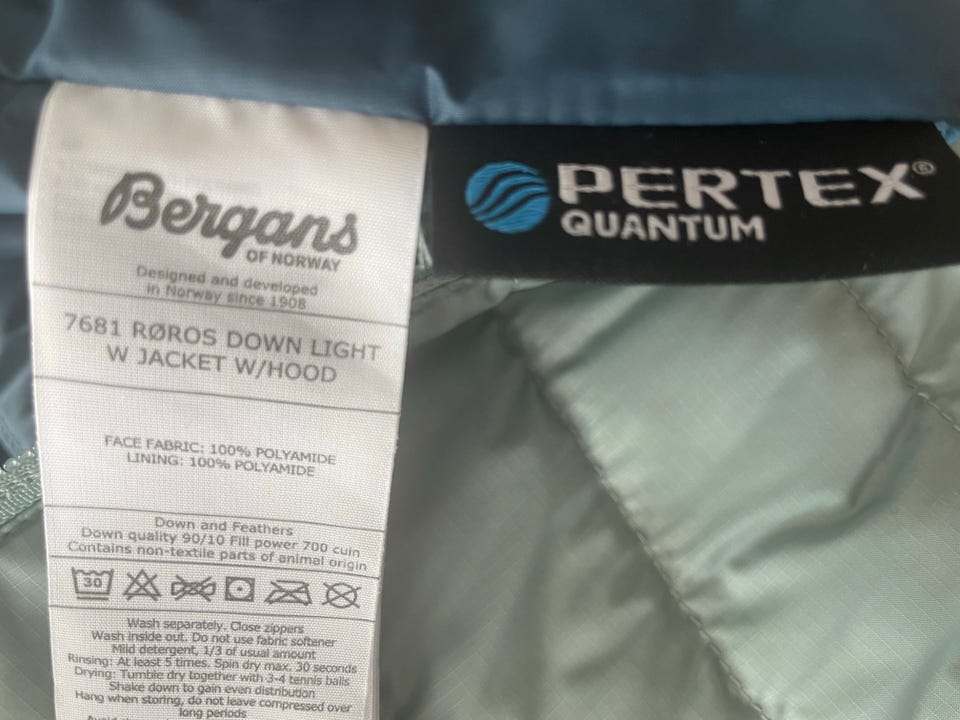 Bergans
OF NORWAY
Designed and developed
in Norway since 1908
7681 RØROS DOWN LIGHT
W JACKET W/HOOD
FACE FABRIC: 100% POLYAMIDE
LINING: 100% POLYAMIDE
Down and Feathers
Down quality 90/10 Fill power 700 cuin
Contains non-textile parts of animal origin
30
Wash separately. Close zippers
Wash inside out. Do not use fabric softener
Mild detergent, 1/3 of usual amount
Rinsing: At least 5 times. Spin dry max. 30 seconds
Drying: Tumble dry together with 3-4 tennis balls
Shake down to gain even distribution
Hang when storing, do not leave compressed over
long periods
PERTEX®
QUANTUM